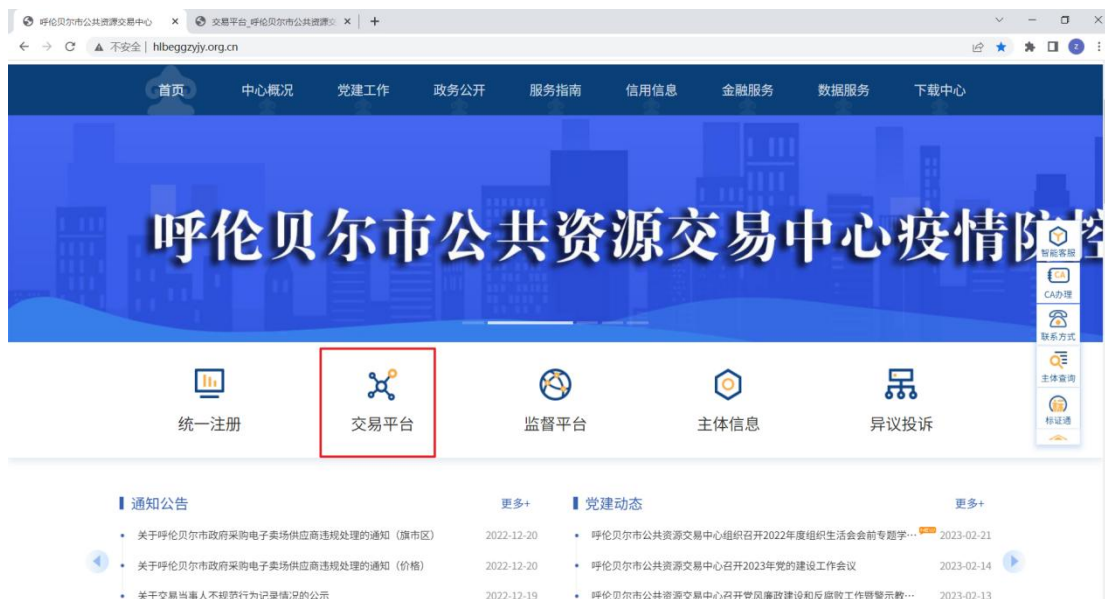 呼伦贝尔市公共资源交易中心
交易平台_呼伦贝尔市公共资源交
不安全 | hlbeggzyjy.org.cn
首页 中心概况 党建工作 政务公开 服务指南 信用信息 金融服务 数据服务 下载中心
呼伦贝尔市公共资源交易中心疫情防控
智能客服
CA
CA办理
联系方式
主体查询
标证通
统一注册 交易平台 监督平台 主体信息 异议投诉
通知公告 更多+
关于呼伦贝尔市政府采购电子卖场供应商违规处理的通知（旗市区） 2022-12-20
关于呼伦贝尔市政府采购电子卖场供应商违规处理的通知（价格） 2022-12-20
关于交易当事人不规范行为记录情况的公示 2022-12-19
党建动态 更多+
呼伦贝尔市公共资源交易中心组织召开2022年度组织生活会会前专题学… 2023-02-21
呼伦贝尔市公共资源交易中心召开2023年党的建设工作会议 2023-02-14
呼伦贝尔市公共资源交易中心召开党风廉政建设和反腐败工作暨警示教… 2023-02-13